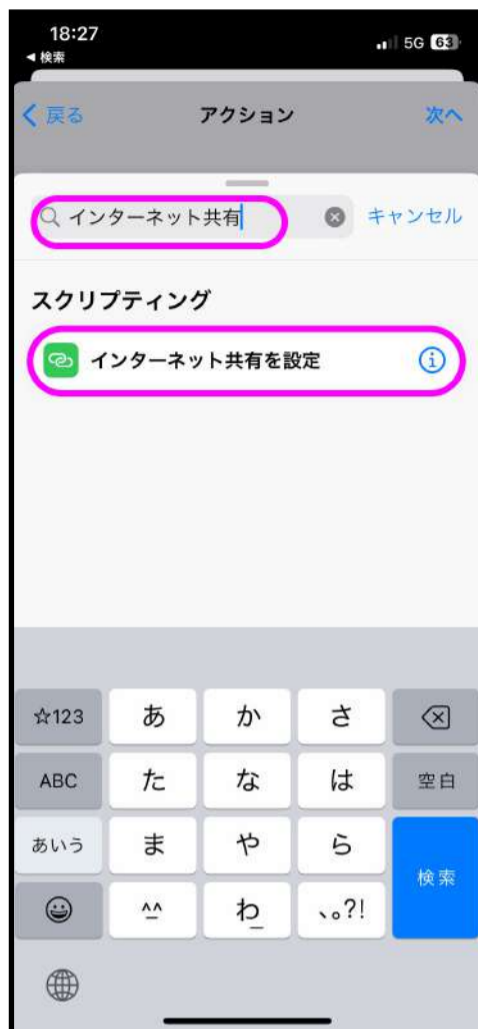 18:27
5G 63
◀ 検索
戻る
アクション
次へ
インターネット共有
キャンセル
スクリプティング
インターネット共有を設定
☆123
あ
か
さ
ABC
た
な
は
空白
あいう
ま
や
ら
検索
^^
わ_
、。?!